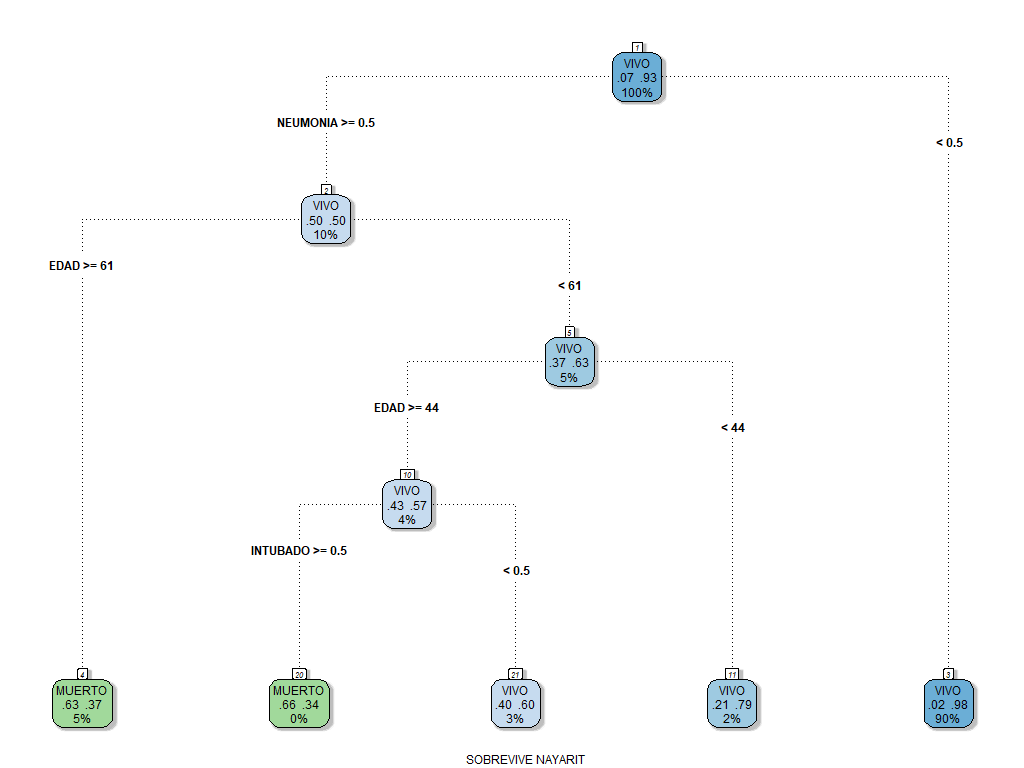 1
VIVO
.07 .93
100%
NEUMONIA >= 0.5
< 0.5
2
VIVO
.50 .50
10%
EDAD >= 61
< 61
5
VIVO
.37 .63
5%
EDAD >= 44
< 44
10
VIVO
.43 .57
4%
INTUBADO >= 0.5
< 0.5
4
MUERTO
.63 .37
5%
20
MUERTO
.66 .34
0%
21
VIVO
.40 .60
3%
11
VIVO
.21 .79
2%
3
VIVO
.02 .98
90%
SOBREVIVE NAYARIT